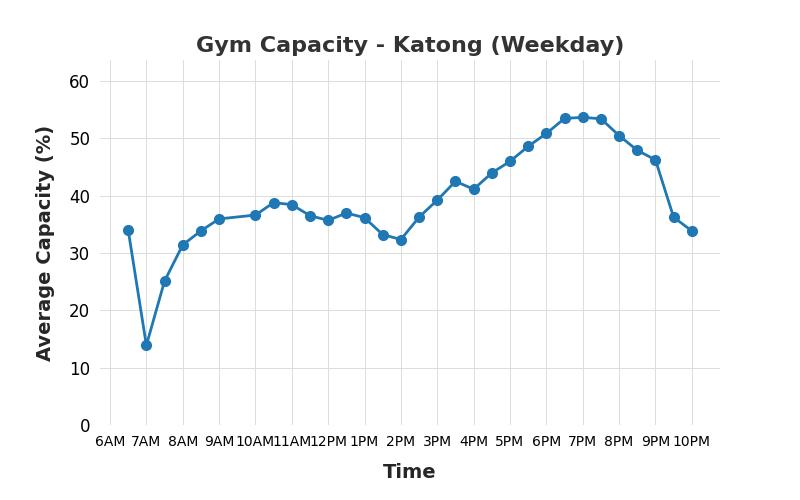 Gym Capacity - Katong (Weekday)
Average Capacity (%)
60
50
40
30
20
10
0
6AM 7AM 8AM 9AM 10AM 11AM 12PM 1PM 2PM 3PM 4PM 5PM 6PM 7PM 8PM 9PM 10PM
Time